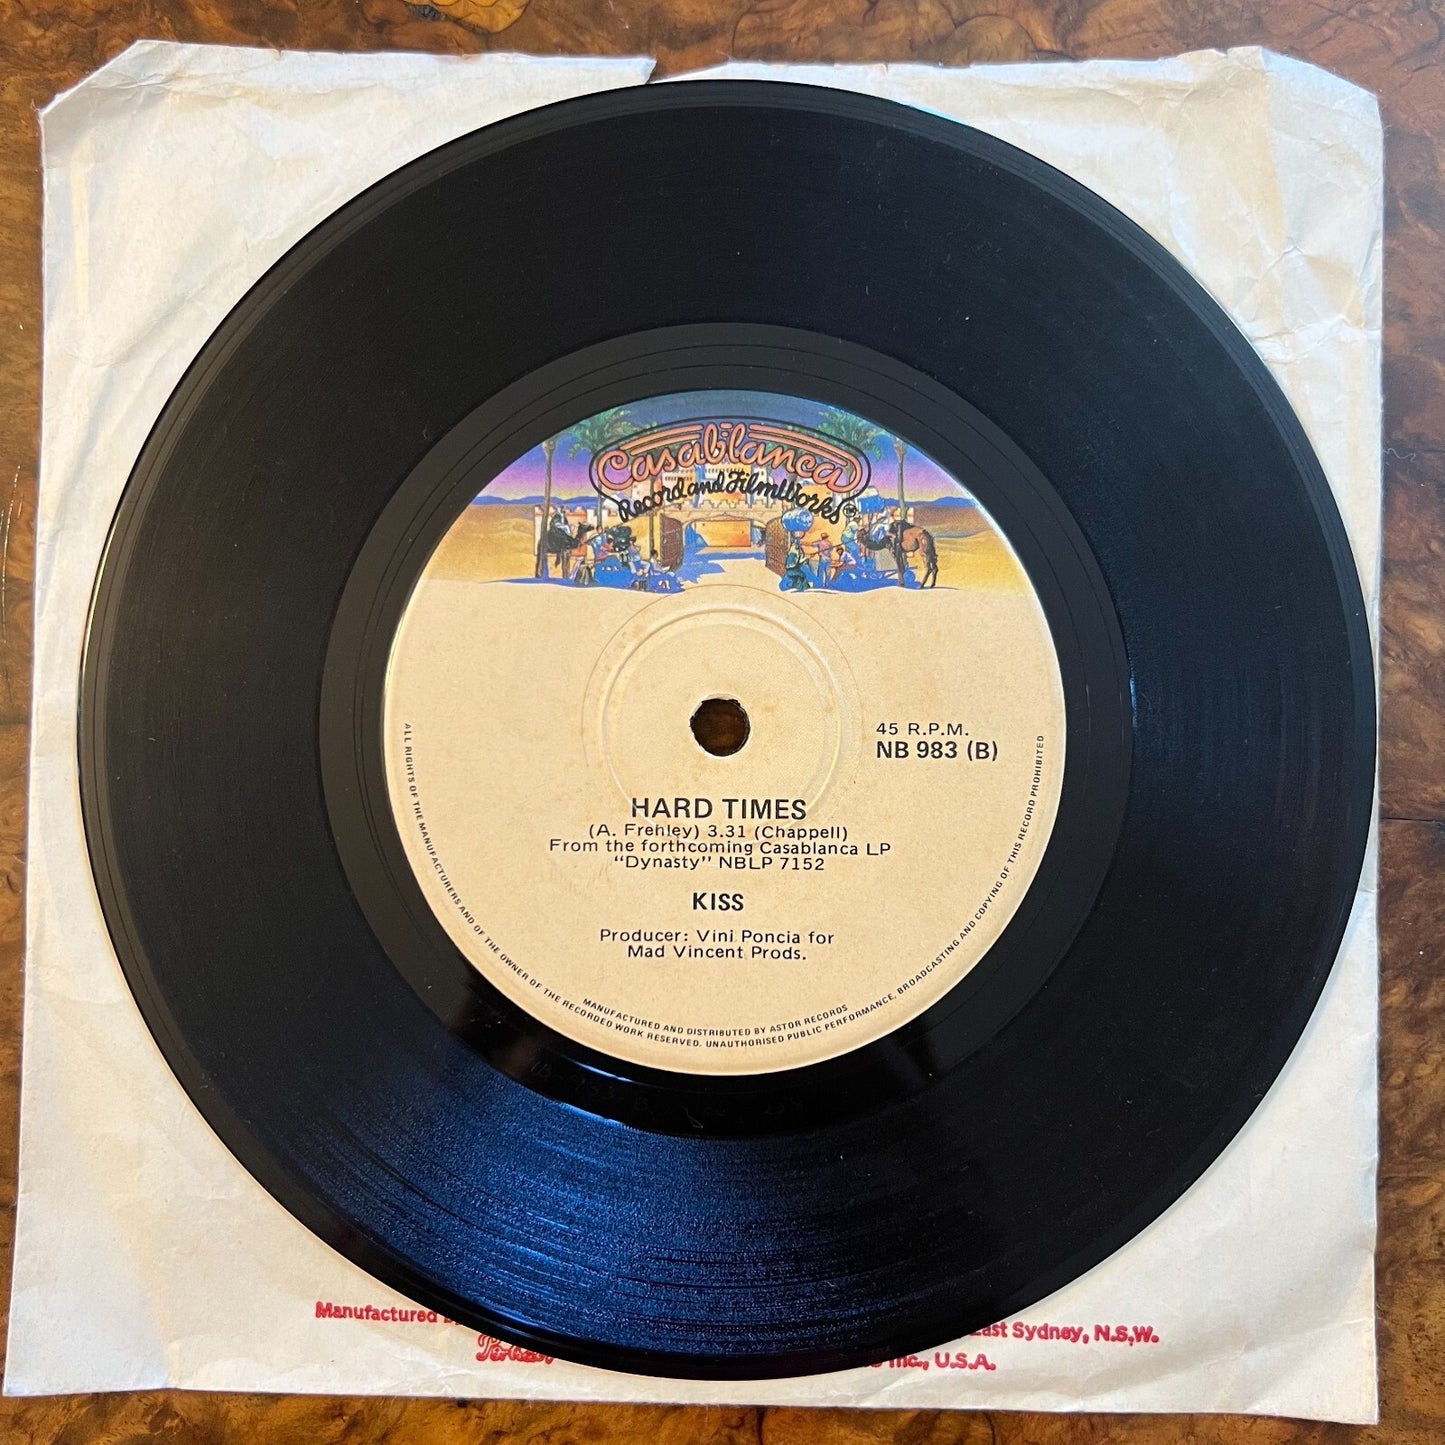 Casablanca
Record and FilmWorks
45 R.P.M.
NB 983 (B)
HARD TIMES
(A. Frehley) 3.31 (Chappell)
From the forthcoming Casablanca LP
"Dynasty" NBLP 7152
KISS
Producer: Vini Poncia for
Mad Vincent Prods.
MANUFACTURED AND DISTRIBUTED BY ASTOR RECORDS
ALL RIGHTS OF THE MANUFACTURERS AND OF THE OWNER OF THE RECORDED WORK RESERVED. UNAUTHORISED PUBLIC PERFORMANCE, BROADCASTING AND COPYING OF THIS RECORD PROHIBITED
Manufactured East Sydney, N.S.W.
Inc., U.S.A.